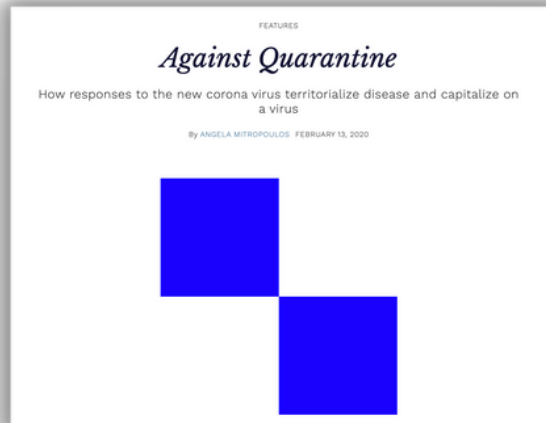 FEATURES
Against Quarantine
How responses to the new corona virus territorialize disease and capitalize on
a virus
By ANGELA MITROPOULOS FEBRUARY 13, 2020